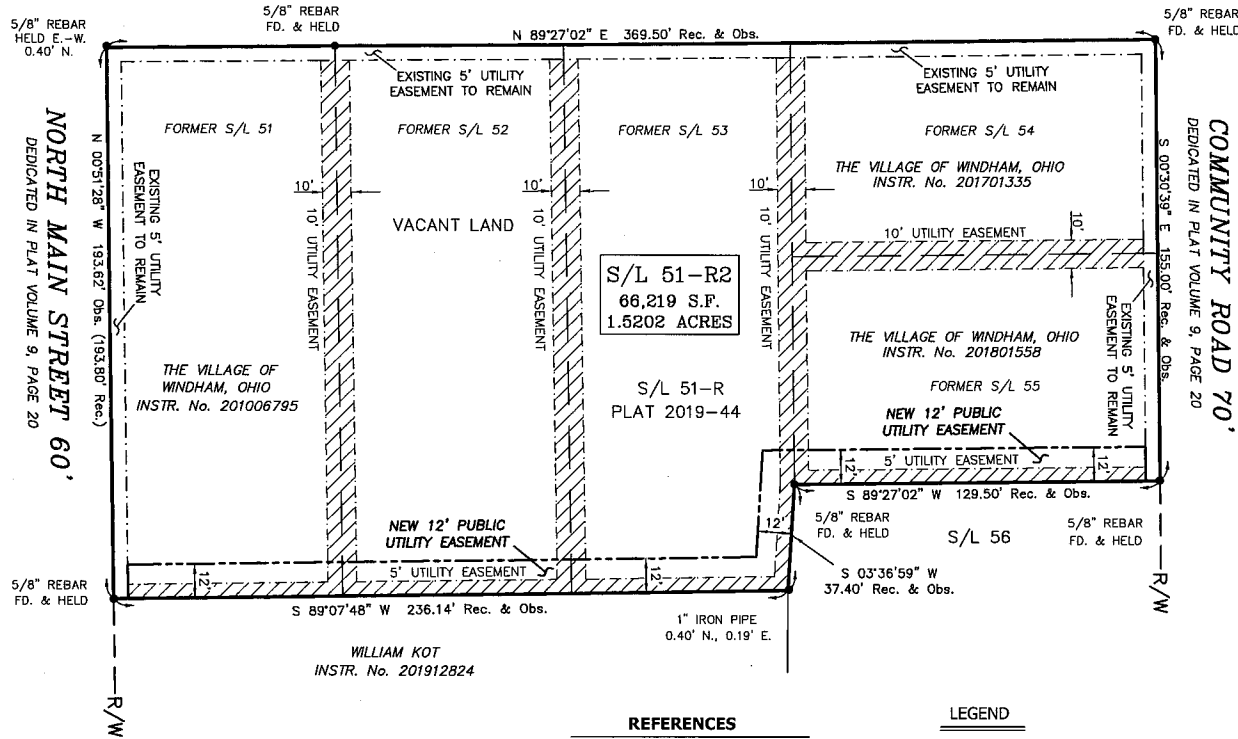 5/8" REBAR
HELD E.-W.
0.40' N.
5/8" REBAR
FD. & HELD
N 89°27'02" E 369.50' Rec. & Obs.
5/8" REBAR
FD. & HELD
EXISTING 5' UTILITY
EASEMENT TO REMAIN
EXISTING 5' UTILITY
EASEMENT TO REMAIN
NORTH MAIN STREET 60'
DEDICATED IN PLAT VOLUME 9, PAGE 20
N 00°51'28" W 193.62' Obs. (193.80' Rec.)
EXISTING 5' UTILITY
EASEMENT TO REMAIN
FORMER S/L 51
FORMER S/L 52
FORMER S/L 53
FORMER S/L 54
THE VILLAGE OF WINDHAM, OHIO
INSTR. No. 201701335
COMMUNITY ROAD 70'
DEDICATED IN PLAT VOLUME 9, PAGE 20
S 00°30'39" E 155.00' Rec. & Obs.
10'
10'
10'
10' UTILITY EASEMENT
10' UTILITY EASEMENT
10' UTILITY EASEMENT
VACANT LAND
10' UTILITY EASEMENT
10'
S/L 51-R2
66,219 S.F.
1.5202 ACRES
EXISTING 5' UTILITY
EASEMENT TO REMAIN
THE VILLAGE OF WINDHAM, OHIO
INSTR. No. 201801558
THE VILLAGE OF
WINDHAM, OHIO
INSTR. No. 201006795
S/L 51-R
PLAT 2019-44
FORMER S/L 55
NEW 12' PUBLIC
UTILITY EASEMENT
12'
5' UTILITY EASEMENT
12'
S 89°27'02" W 129.50' Rec. & Obs.
NEW 12' PUBLIC
UTILITY EASEMENT
12'
5/8" REBAR
FD. & HELD
S/L 56
5/8" REBAR
FD. & HELD
5/8" REBAR
FD. & HELD
12'
5' UTILITY EASEMENT
12'
S 03°36'59" W
37.40' Rec. & Obs.
S 89°07'48" W 236.14' Rec. & Obs.
1" IRON PIPE
0.40' N., 0.19' E.
WILLIAM KOT
INSTR. No. 201912824
R/W
R/W
REFERENCES
LEGEND